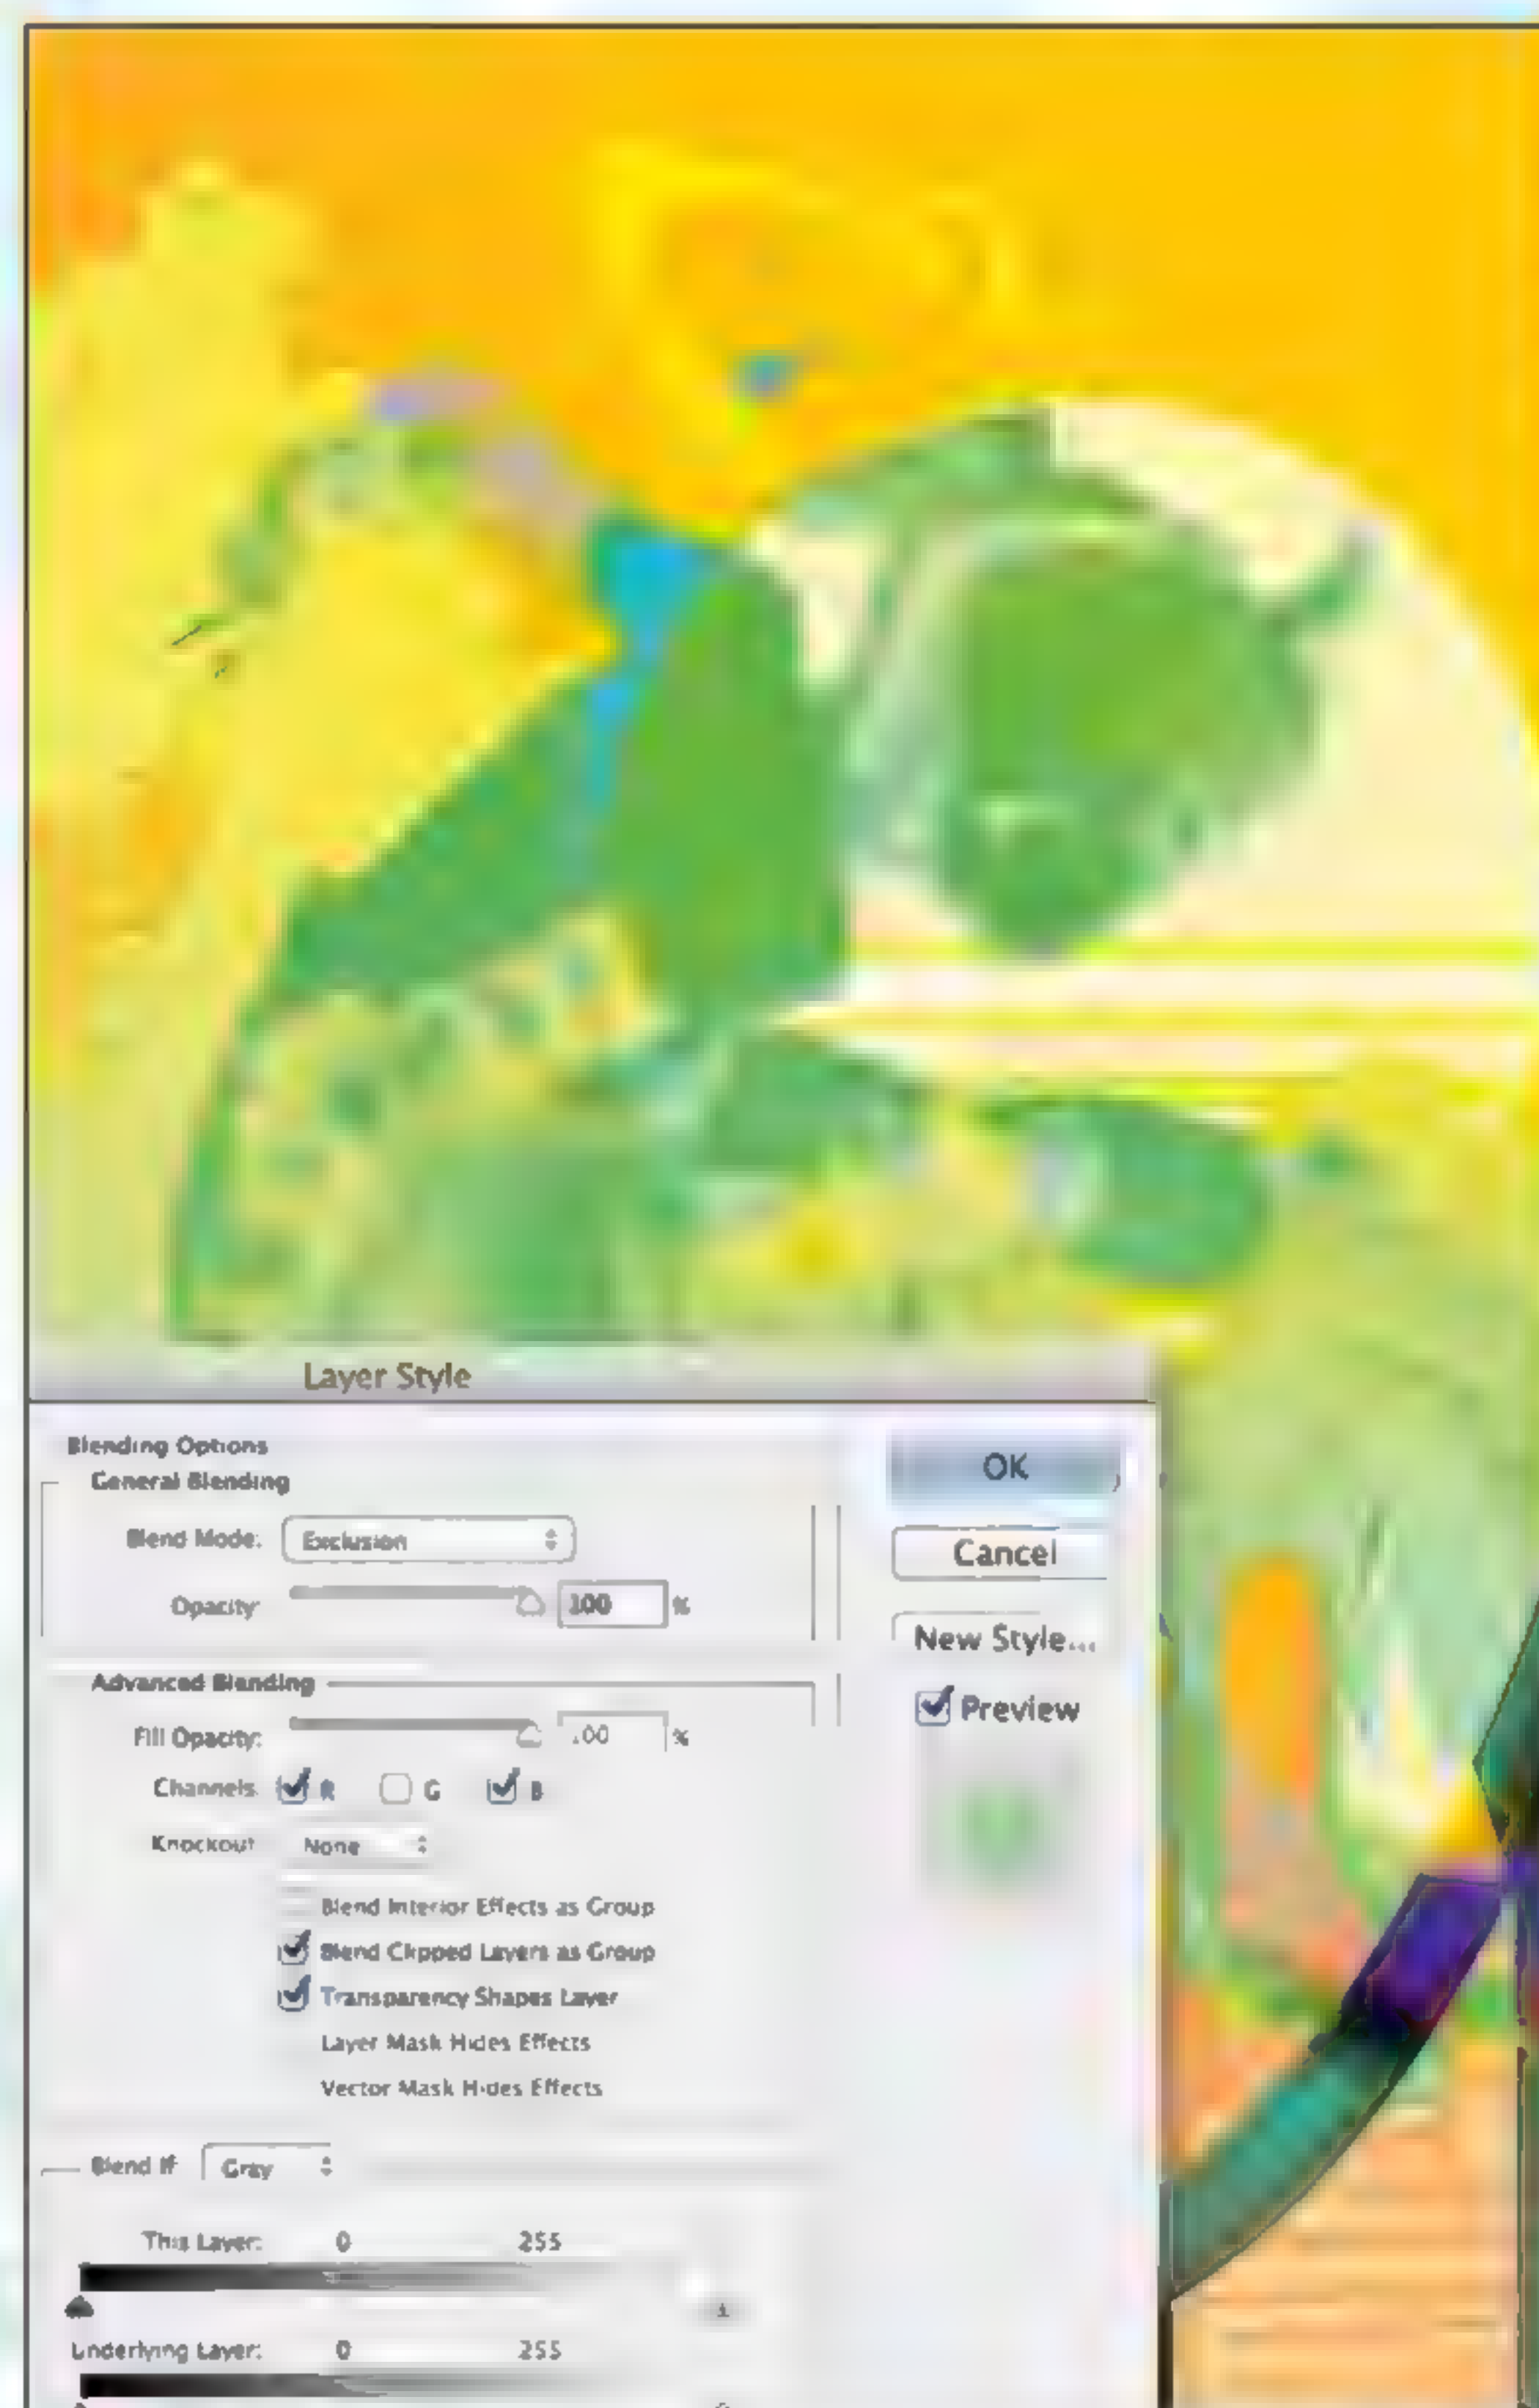 Layer Style
Blending Options
General Blending
Blend Mode: Exclusion
Opacity: 100 %
OK
Cancel
New Style...
Preview
Advanced Blending
Fill Opacity: 100 %
Channels: R G B
Knockout: None
Blend Interior Effects as Group
Blend Clipped Layers as Group
Transparency Shapes Layer
Layer Mask Hides Effects
Vector Mask Hides Effects
Blend If: Gray
This Layer: 0 255
Underlying Layer: 0 255